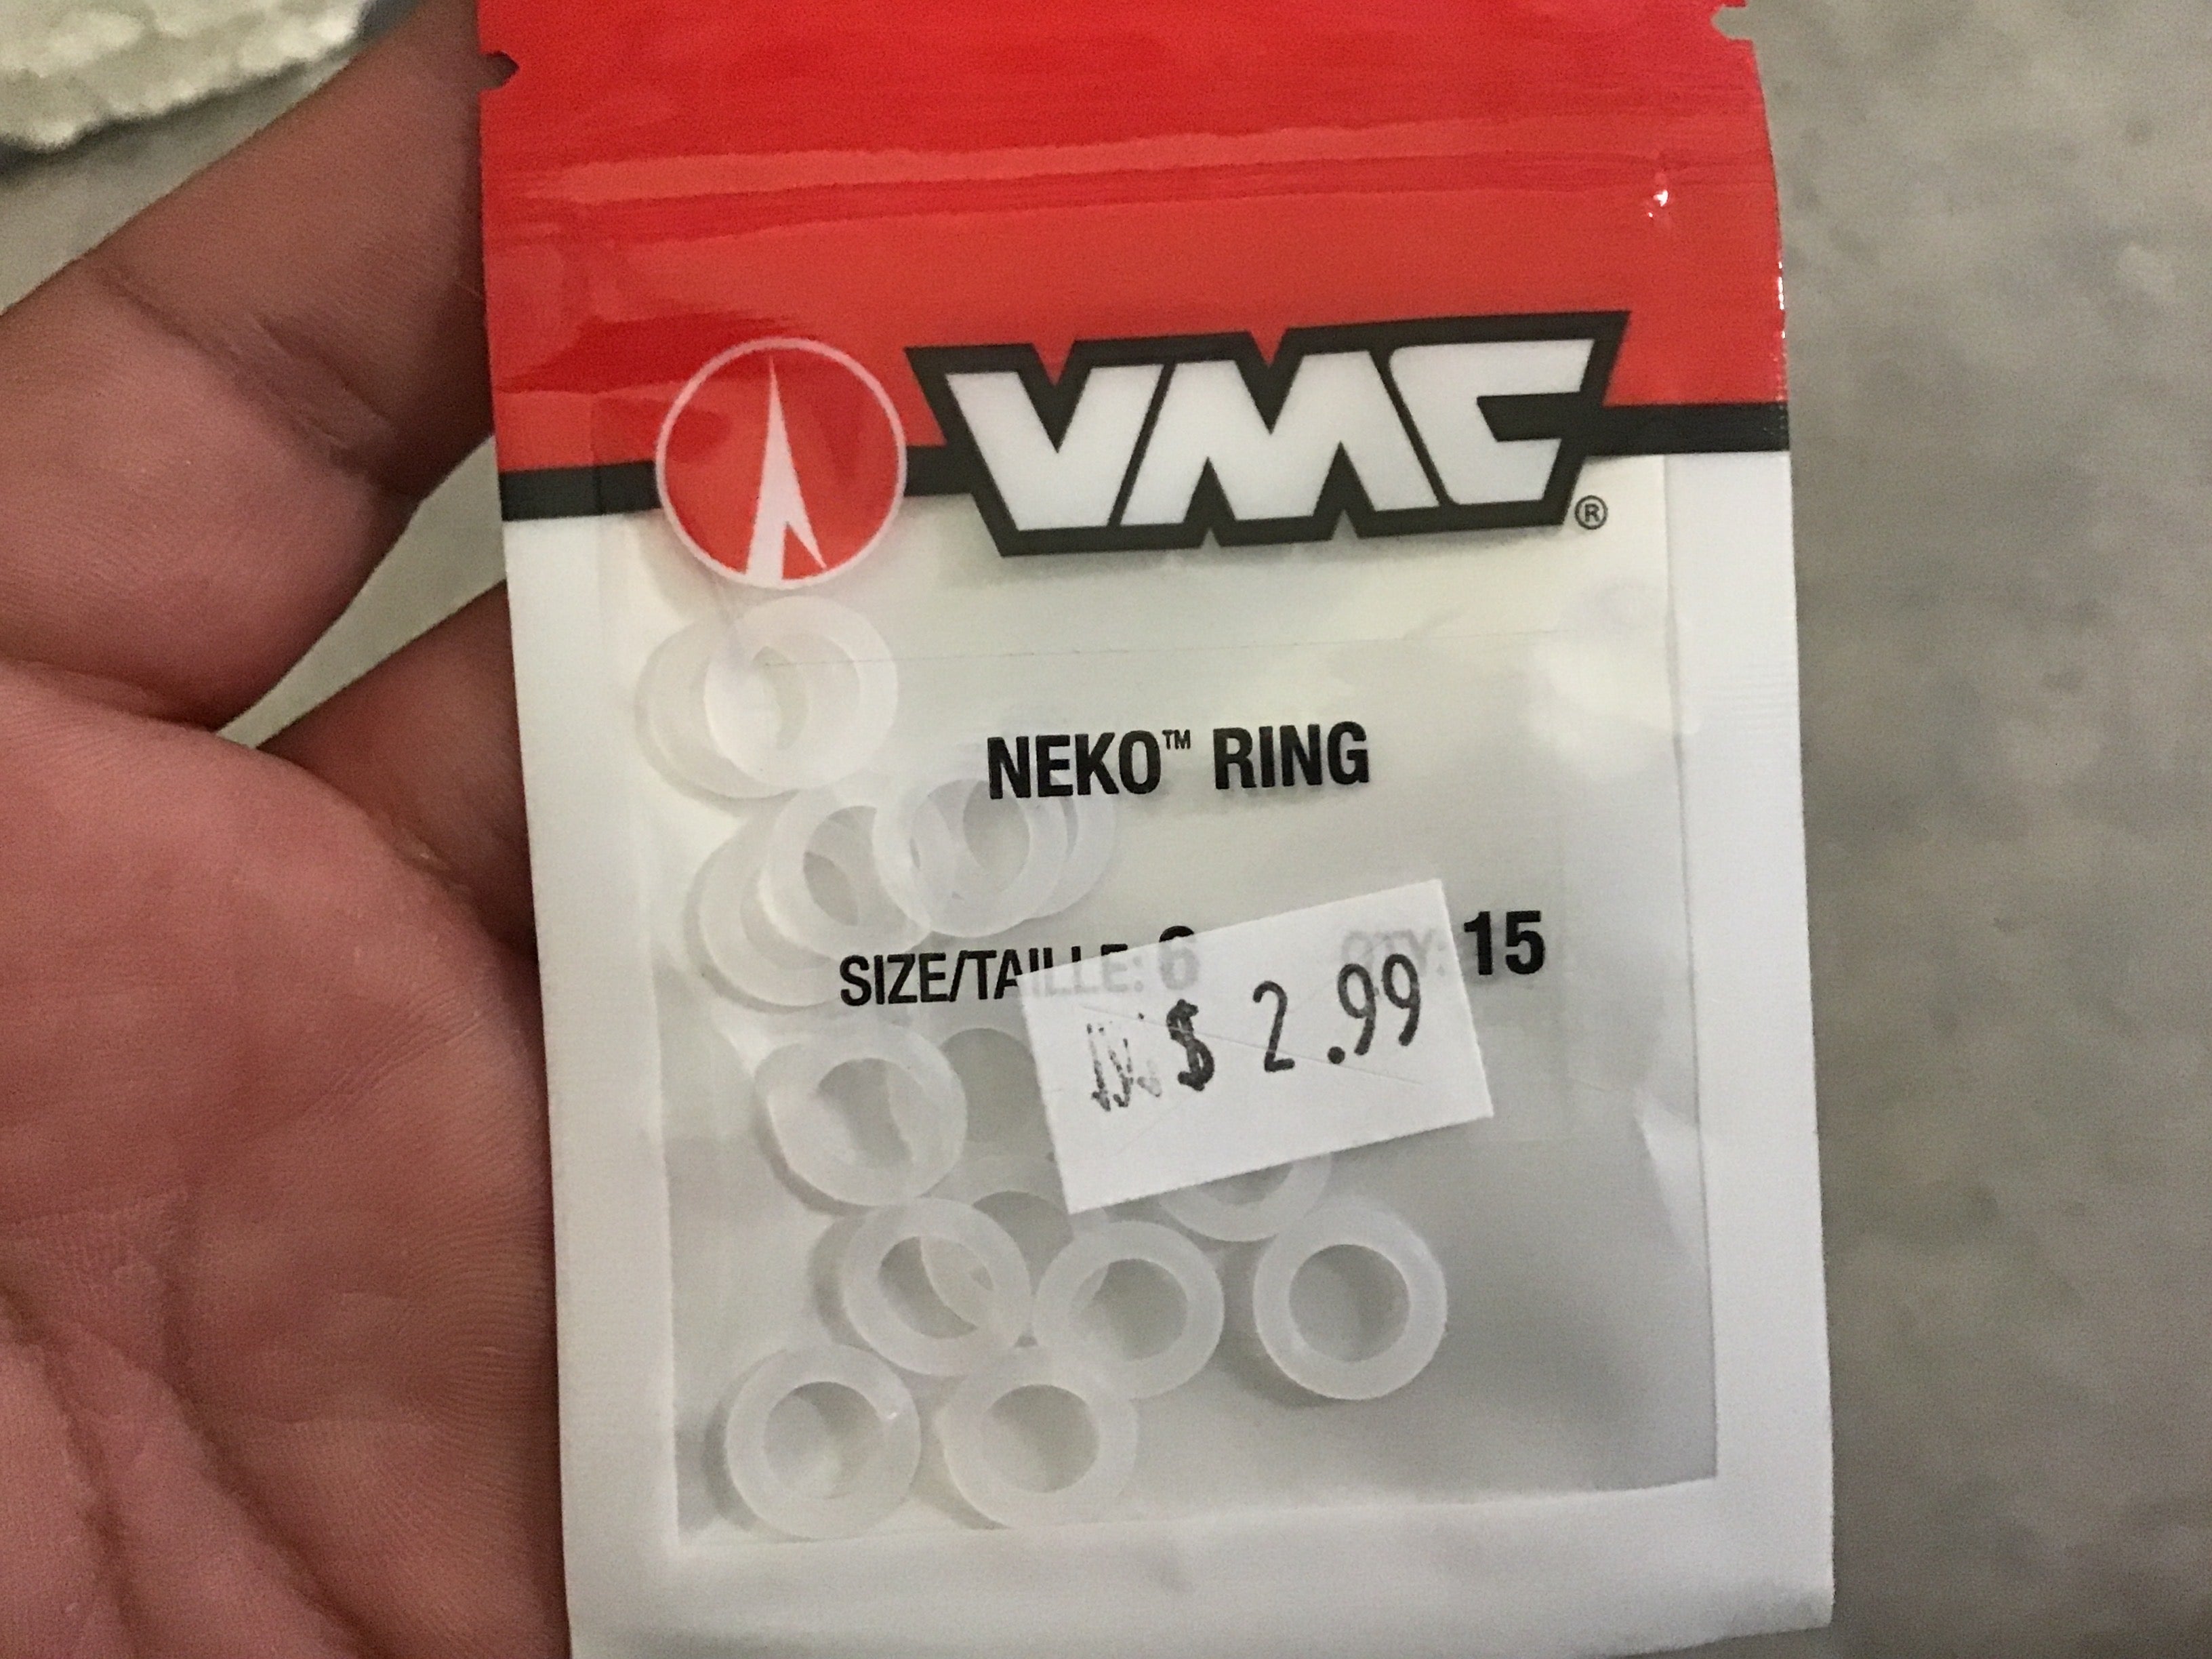 VMC®
NEKO™ RING
SIZE/TAILLE: 6 QTY: 15
$ 2.99